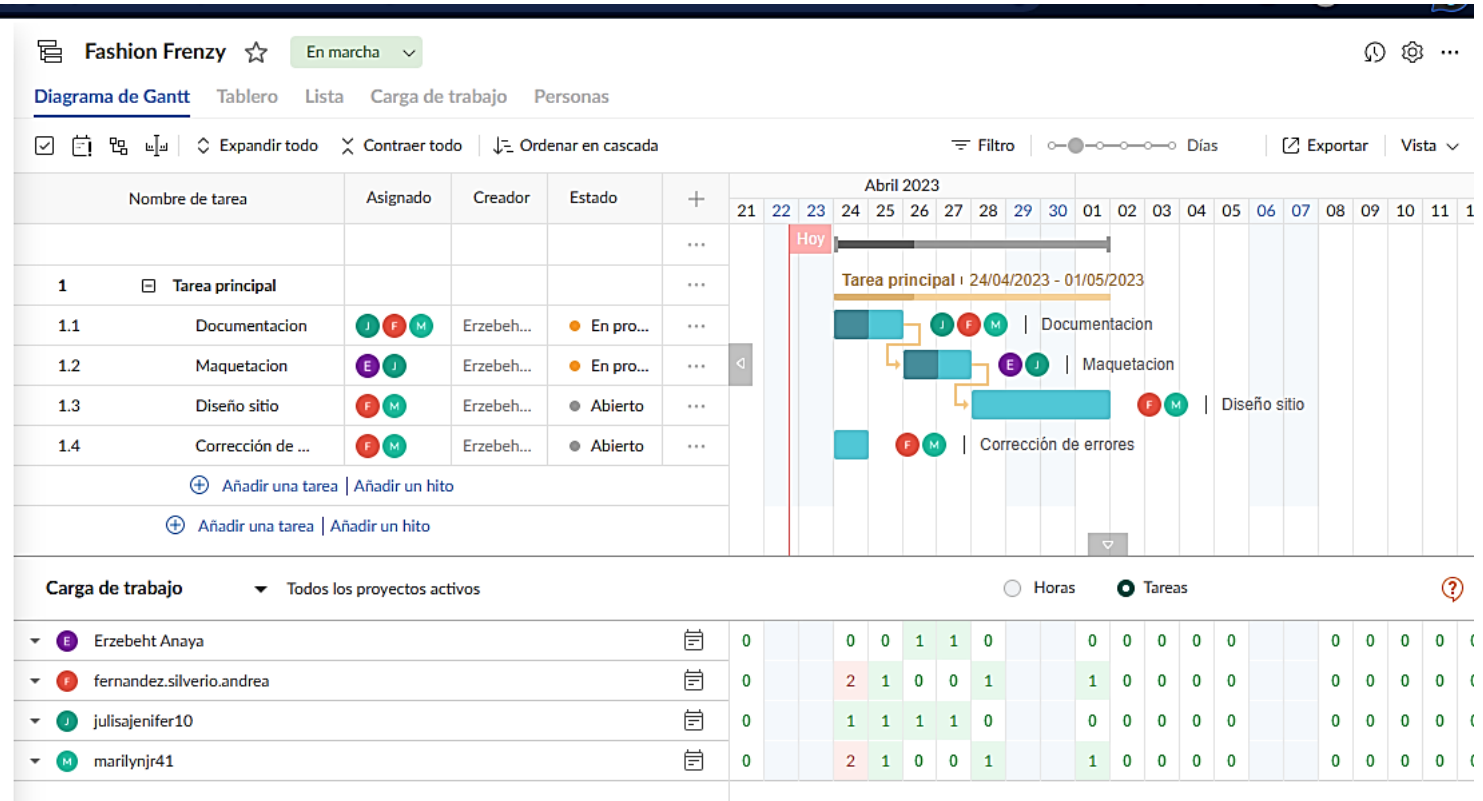 Fashion Frenzy En marcha
Diagrama de Gantt Tablero Lista Carga de trabajo Personas
Expandir todo Contraer todo Ordenar en cascada Filtro Días Exportar Vista
Nombre de tarea Asignado Creador Estado
Abril 2023
21 22 23 24 25 26 27 28 29 30 01 02 03 04 05 06 07 08 09 10 11 1
Hoy
1 Tarea principal
Tarea principal 24/04/2023 - 01/05/2023
1.1 Documentacion J F M Erzebeh... En pro... J F M | Documentacion
1.2 Maquetacion E J Erzebeh... En pro... E J | Maquetacion
1.3 Diseño sitio F M Erzebeh... Abierto F M | Diseño sitio
1.4 Corrección de ... F M Erzebeh... Abierto F M | Corrección de errores
Añadir una tarea | Añadir un hito
Añadir una tarea | Añadir un hito
Carga de trabajo Todos los proyectos activos Horas Tareas
E Erzebeht Anaya 0 0 0 1 1 0 0 0 0 0 0 0 0 0 0
F fernandez.silverio.andrea 0 2 1 0 0 1 1 0 0 0 0 0 0 0 0
J julisajenifer10 0 1 1 1 1 0 0 0 0 0 0 0 0 0 0
M marilynjr41 0 2 1 0 0 1 1 0 0 0 0 0 0 0 0